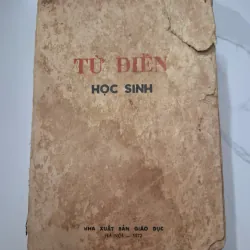 TỪ ĐIỂN
HỌC SINH
NHÀ XUẤT BẢN GIÁO DỤC
HÀ NỘI —